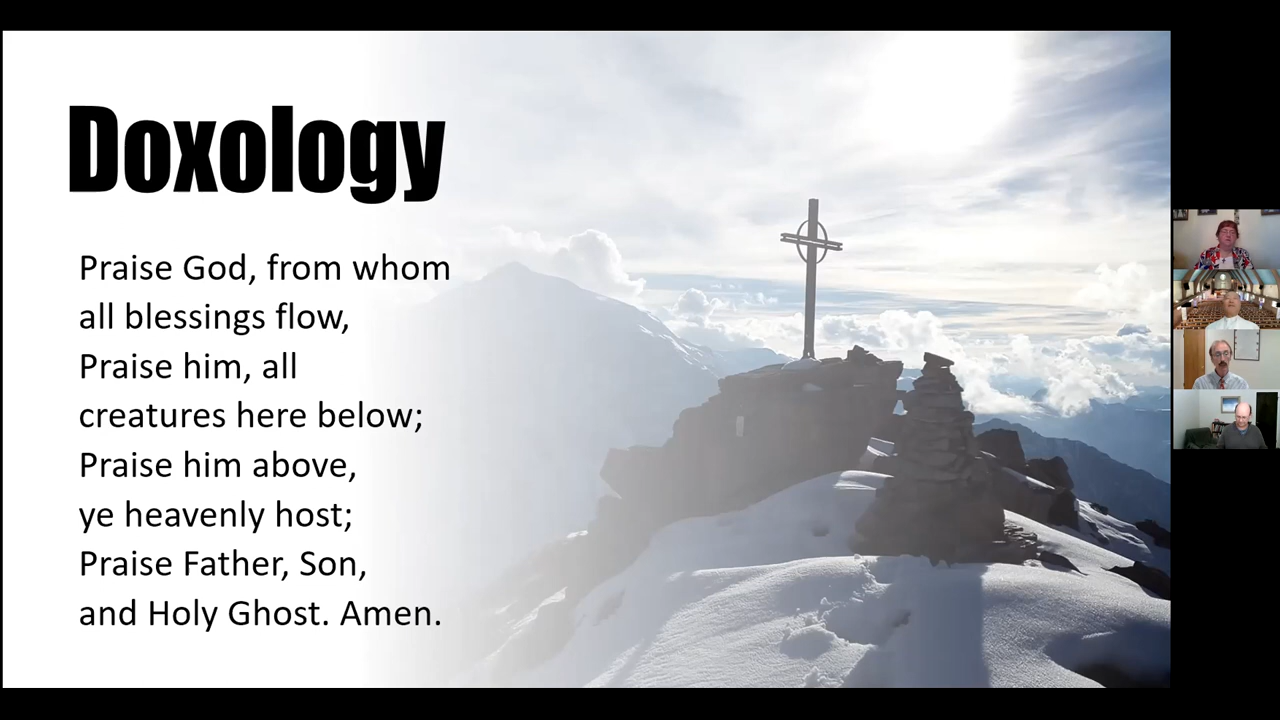 Doxology
Praise God, from whom
all blessings flow,
Praise him, all
creatures here below;
Praise him above,
ye heavenly host;
Praise Father, Son,
and Holy Ghost. Amen.